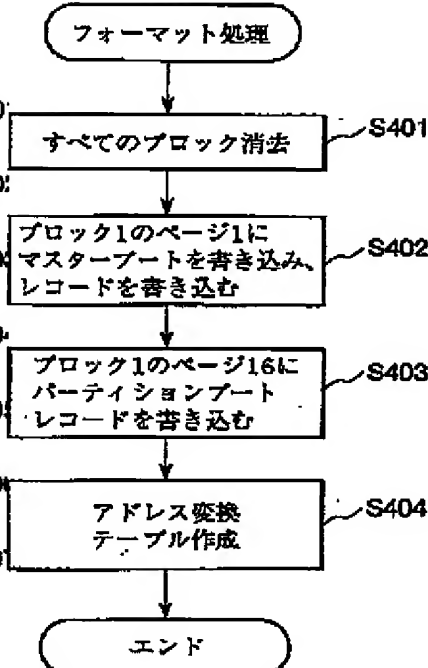 フォーマット処理
すべてのブロック消去
S401
ブロック1のページ1に
マスターブートを書き込み、
レコードを書き込む
S402
ブロック1のページ16に
パーティションブート
レコードを書き込む
S403
アドレス変換
テーブル作成
S404
エンド